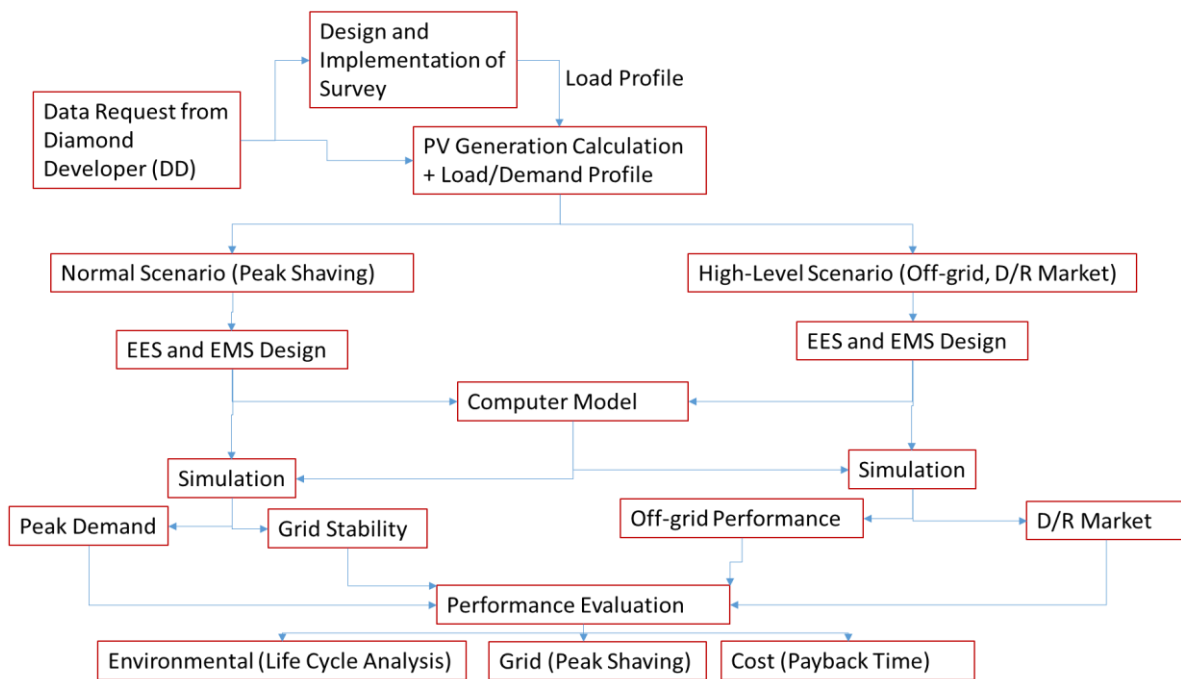 Design and
Implementation of
Survey
Load Profile
Data Request from
Diamond
Developer (DD)
PV Generation Calculation
+ Load/Demand Profile
Normal Scenario (Peak Shaving)
High-Level Scenario (Off-grid, D/R Market)
EES and EMS Design
EES and EMS Design
Computer Model
Simulation
Simulation
Peak Demand
Grid Stability
Off-grid Performance
D/R Market
Performance Evaluation
Environmental (Life Cycle Analysis)
Grid (Peak Shaving)
Cost (Payback Time)